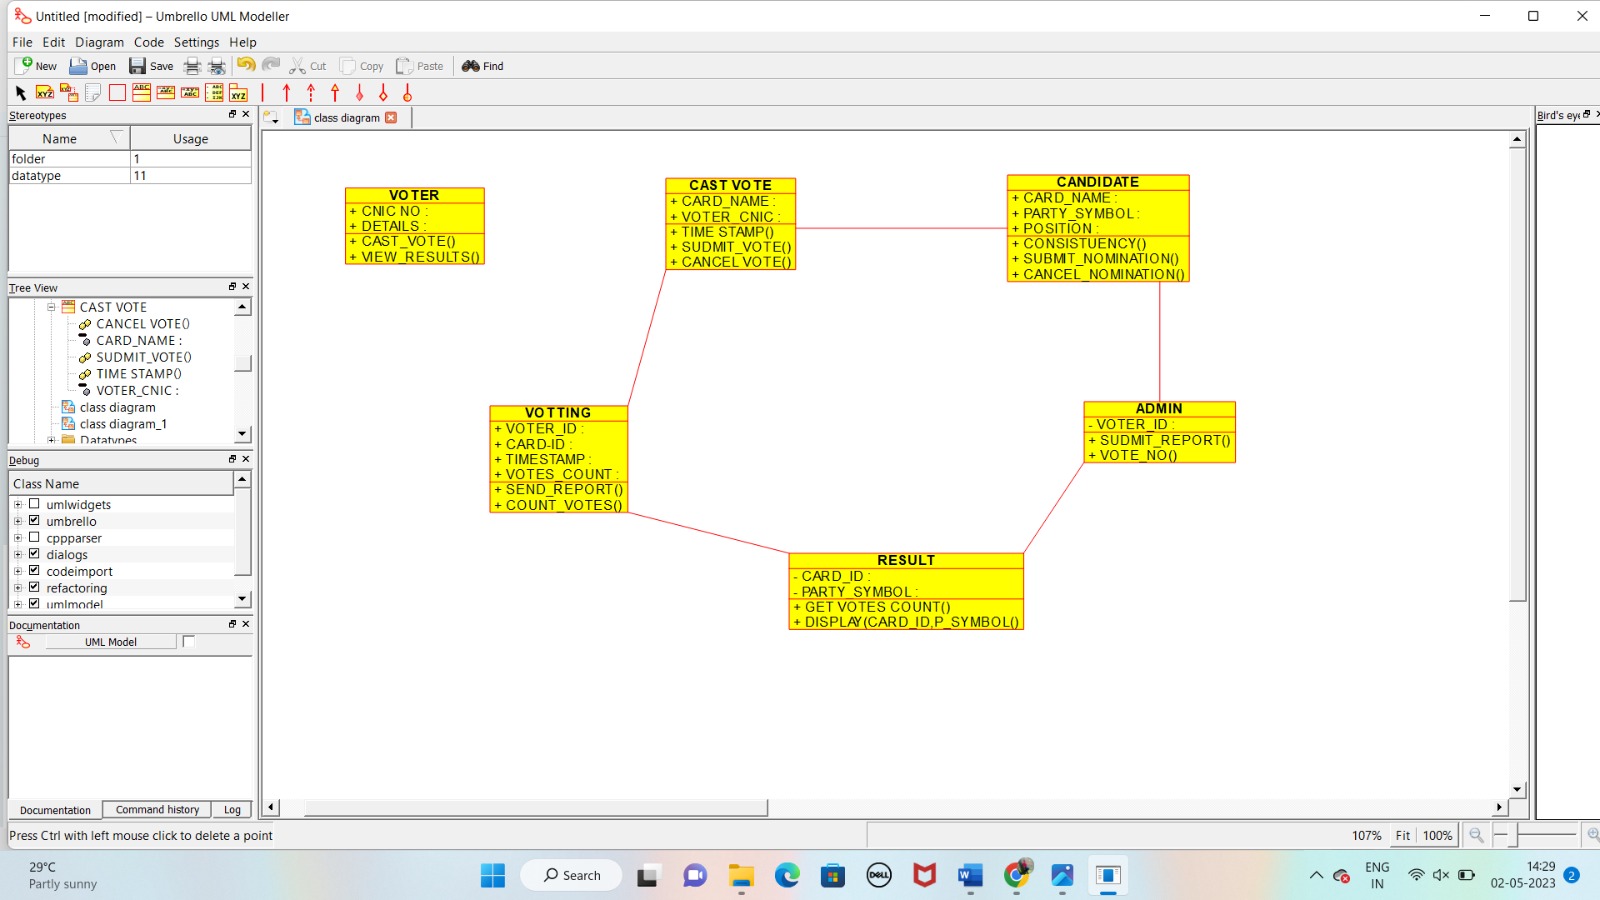 Untitled [modified] – Umbrello UML Modeller
File Edit Diagram Code Settings Help
New Open Save Cut Copy Paste Find
Stereotypes
Name Usage
folder 1
datatype 11
Tree View
CAST VOTE
CANCEL VOTE()
CARD_NAME :
SUDMIT_VOTE()
TIME STAMP()
VOTER_CNIC :
class diagram
class diagram_1
Datatypes
Debug
Class Name
umlwidgets
umbrello
cppparser
dialogs
codeimport
refactoring
umlmodel
Documentation
UML Model
Documentation Command history Log
Press Ctrl with left mouse click to delete a point
class diagram
VOTER
+ CNIC NO :
+ DETAILS :
+ CAST_VOTE()
+ VIEW_RESULTS()
CAST VOTE
+ CARD_NAME :
+ VOTER_CNIC :
+ TIME STAMP()
+ SUDMIT_VOTE()
+ CANCEL VOTE()
CANDIDATE
+ CARD_NAME :
+ PARTY_SYMBOL :
+ POSITION :
+ CONSISTUENCY()
+ SUBMIT_NOMINATION()
+ CANCEL_NOMINATION()
VOTTING
+ VOTER_ID :
+ CARD-ID :
+ TIMESTAMP :
+ VOTES_COUNT :
+ SEND_REPORT()
+ COUNT_VOTES()
ADMIN
- VOTER_ID :
+ SUDMIT_REPORT()
+ VOTE_NO()
RESULT
- CARD_ID :
- PARTY_SYMBOL :
+ GET VOTES COUNT()
+ DISPLAY(CARD_ID,P_SYMBOL()
Bird's eye
107% Fit 100%
29°C
Partly sunny
Search
ENG
IN
14:29
02-05-2023
2